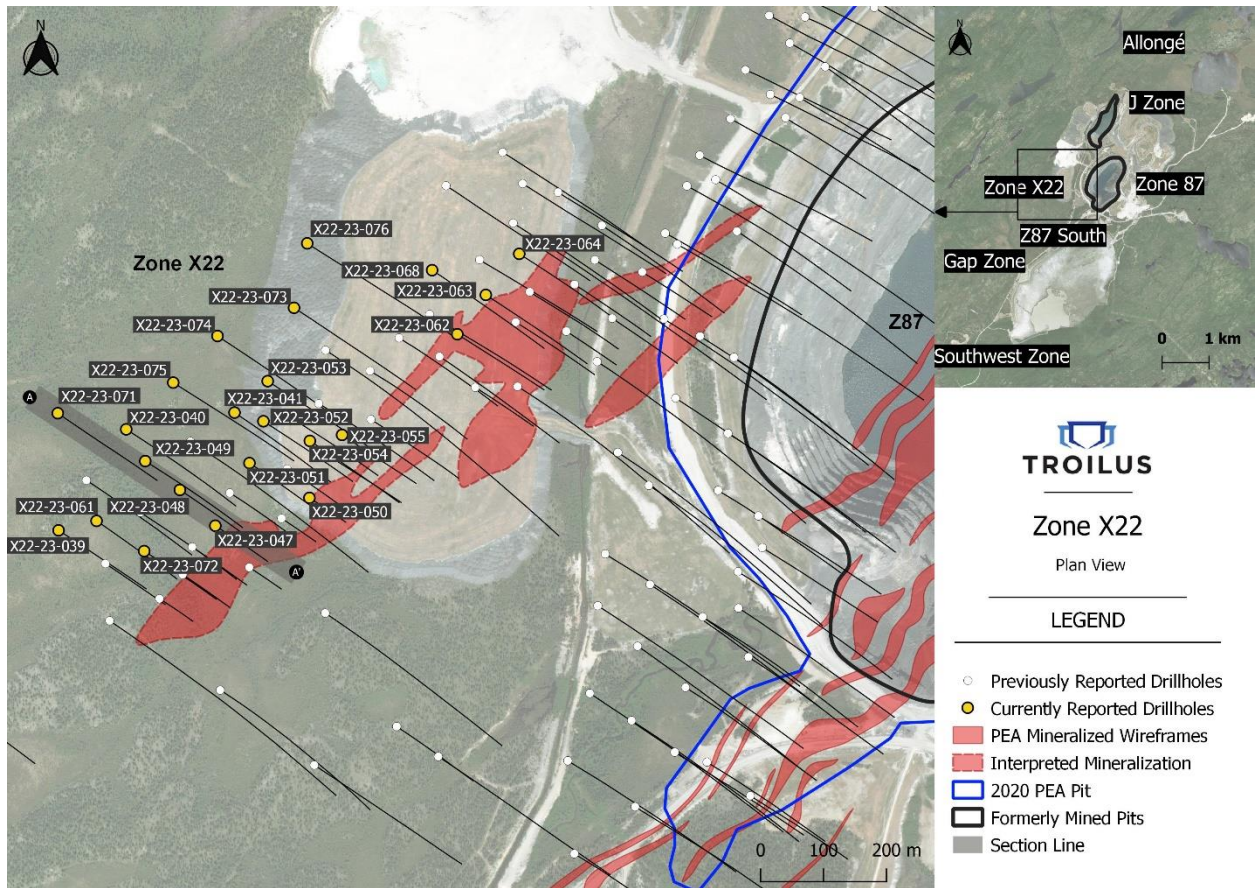 N
Zone X22
X22-23-076
X22-23-064
X22-23-068
X22-23-063
X22-23-073
X22-23-062
X22-23-074
X22-23-053
X22-23-075
X22-23-041
X22-23-071
X22-23-052
X22-23-040
X22-23-055
X22-23-054
X22-23-049
X22-23-051
X22-23-050
X22-23-061
X22-23-048
X22-23-047
X22-23-039
X22-23-072
A
A'
Z87
0 100 200 m
N
Allongé
J Zone
Zone X22
Zone 87
Z87 South
Gap Zone
Southwest Zone
0 1 km
TROILUS
Zone X22
Plan View
LEGEND
Previously Reported Drillholes
Currently Reported Drillholes
PEA Mineralized Wireframes
Interpreted Mineralization
2020 PEA Pit
Formerly Mined Pits
Section Line